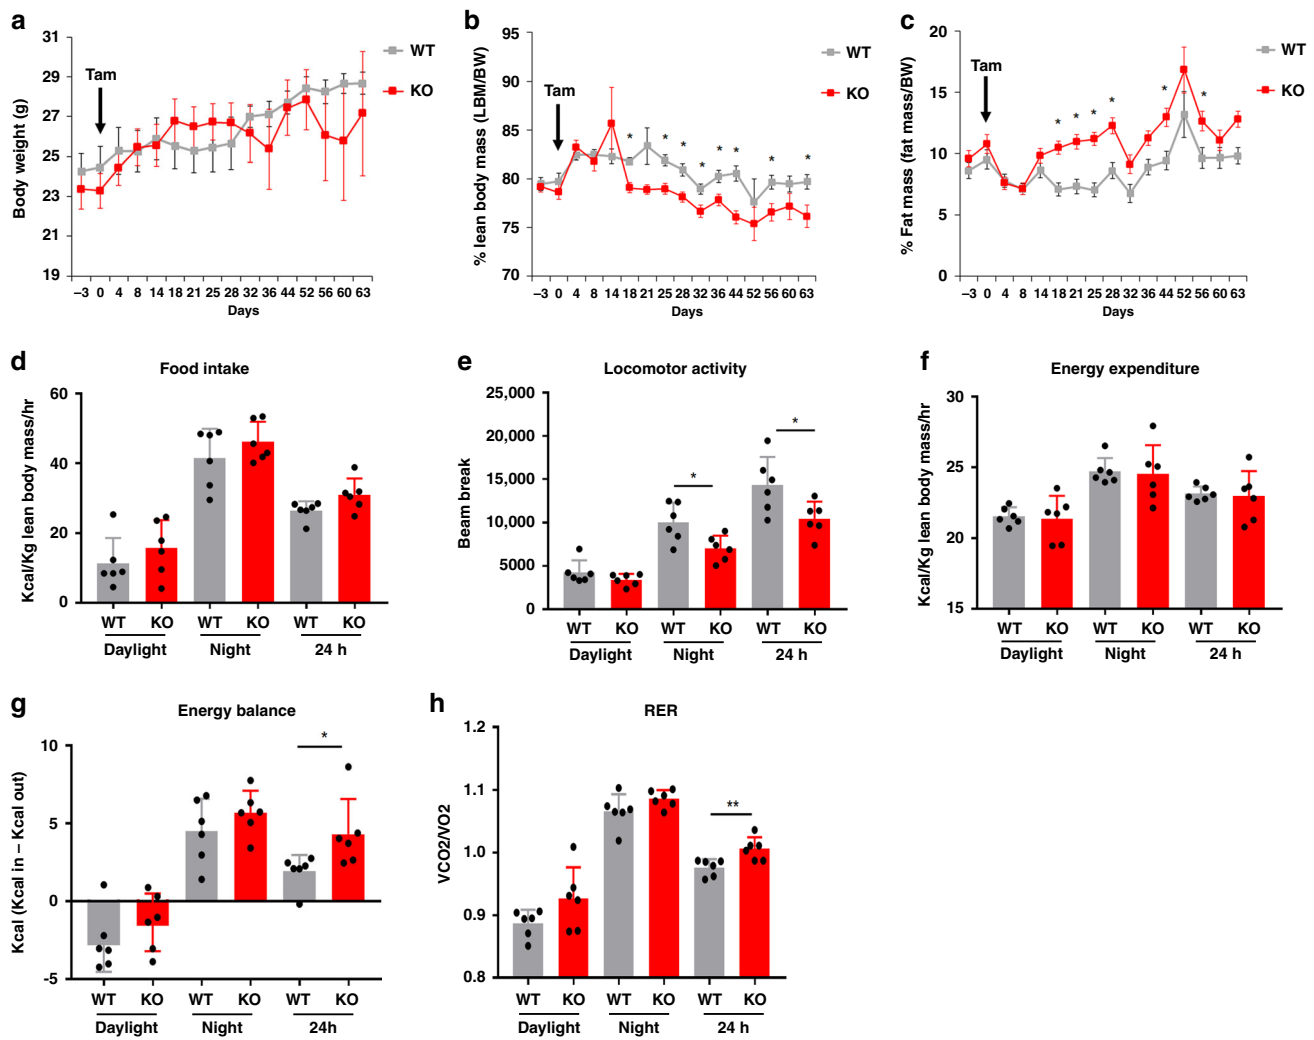 a
31
29
27
25
23
21
19
Body weight (g)
Tam
WT
KO
–3 0 4 8 14 18 21 25 28 32 36 44 52 56 60 63
Days
b
95
90
85
80
75
70
% lean body mass (LBM/BW)
Tam
WT
KO
* * * * * * * *
–3 0 4 8 14 18 21 25 28 32 36 44 52 56 60 63
Days
c
20
15
10
5
0
% Fat mass (fat mass/BW)
Tam
WT
KO
* * * * * *
–3 0 4 8 14 18 21 25 28 32 36 44 52 56 60 63
Days
d
Food intake
60
40
20
0
Kcal/Kg lean body mass/hr
WT KO WT KO WT KO
Daylight Night 24 h
e
Locomotor activity
25,000
20,000
15,000
10,000
5000
0
Beam break
* *
WT KO WT KO WT KO
Daylight Night 24 h
f
Energy expenditure
30
25
20
15
Kcal/Kg lean body mass/hr
WT KO WT KO WT KO
Daylight Night 24 h
g
Energy balance
10
5
0
-5
Kcal (Kcal in – Kcal out)
*
WT KO WT KO WT KO
Daylight Night 24h
h
RER
1.2
1.1
1.0
0.9
0.8
VCO2/VO2
**
WT KO WT KO WT KO
Daylight Night 24 h